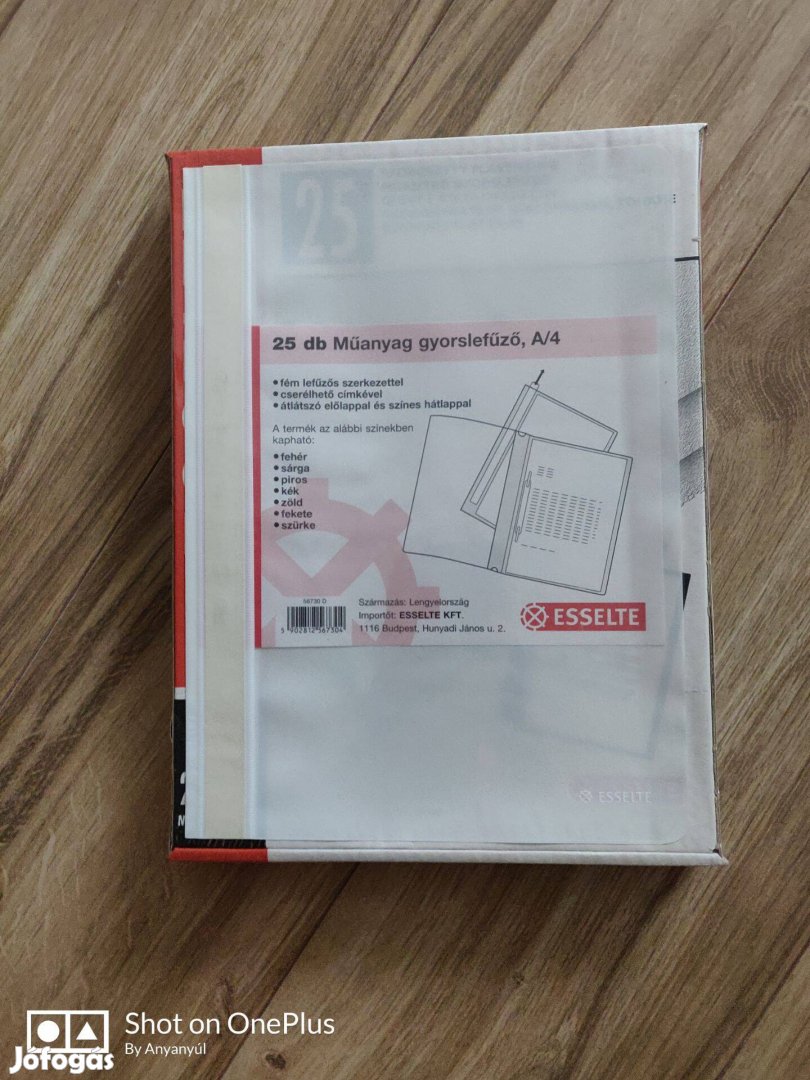 25
25 db Műanyag gyorslefűző, A/4
•fém lefűzős szerkezettel
•cserélhető címkével
•átlátszó előlappal és színes hátlappal
A termék az alábbi színekben
kapható:
•fehér
•sárga
•piros
•kék
•zöld
•fekete
•szürke
56730 D
5 902812 567304
Származás: Lengyelország
Importőr: ESSELTE KFT.
1116 Budpest, Hunyadi János u. 2.
ESSELTE
ESSELTE
Shot on OnePlus
By Anyanyúl
Jófogás